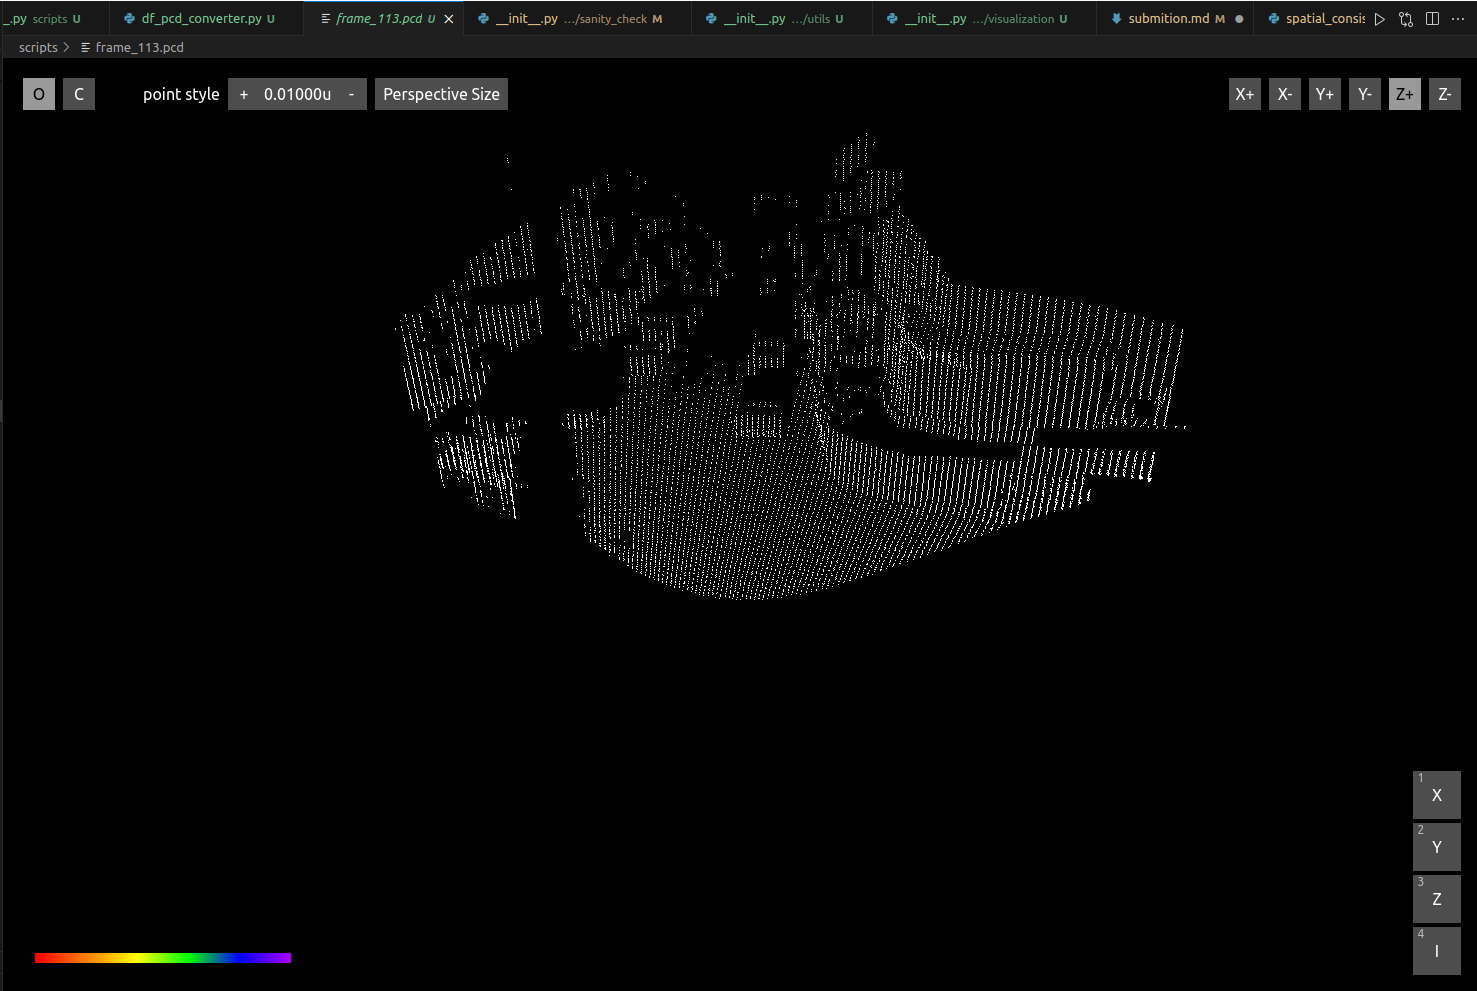 _.py scripts U df_pcd_converter.py U frame_113.pcd U __init__.py .../sanity_check M __init__.py .../utils U __init__.py .../visualization U submition.md M spatial_consis
scripts > frame_113.pcd
O C point style + 0.01000u - Perspective Size X+ X- Y+ Y- Z+ Z-
1
X
2
Y
3
Z
4
I